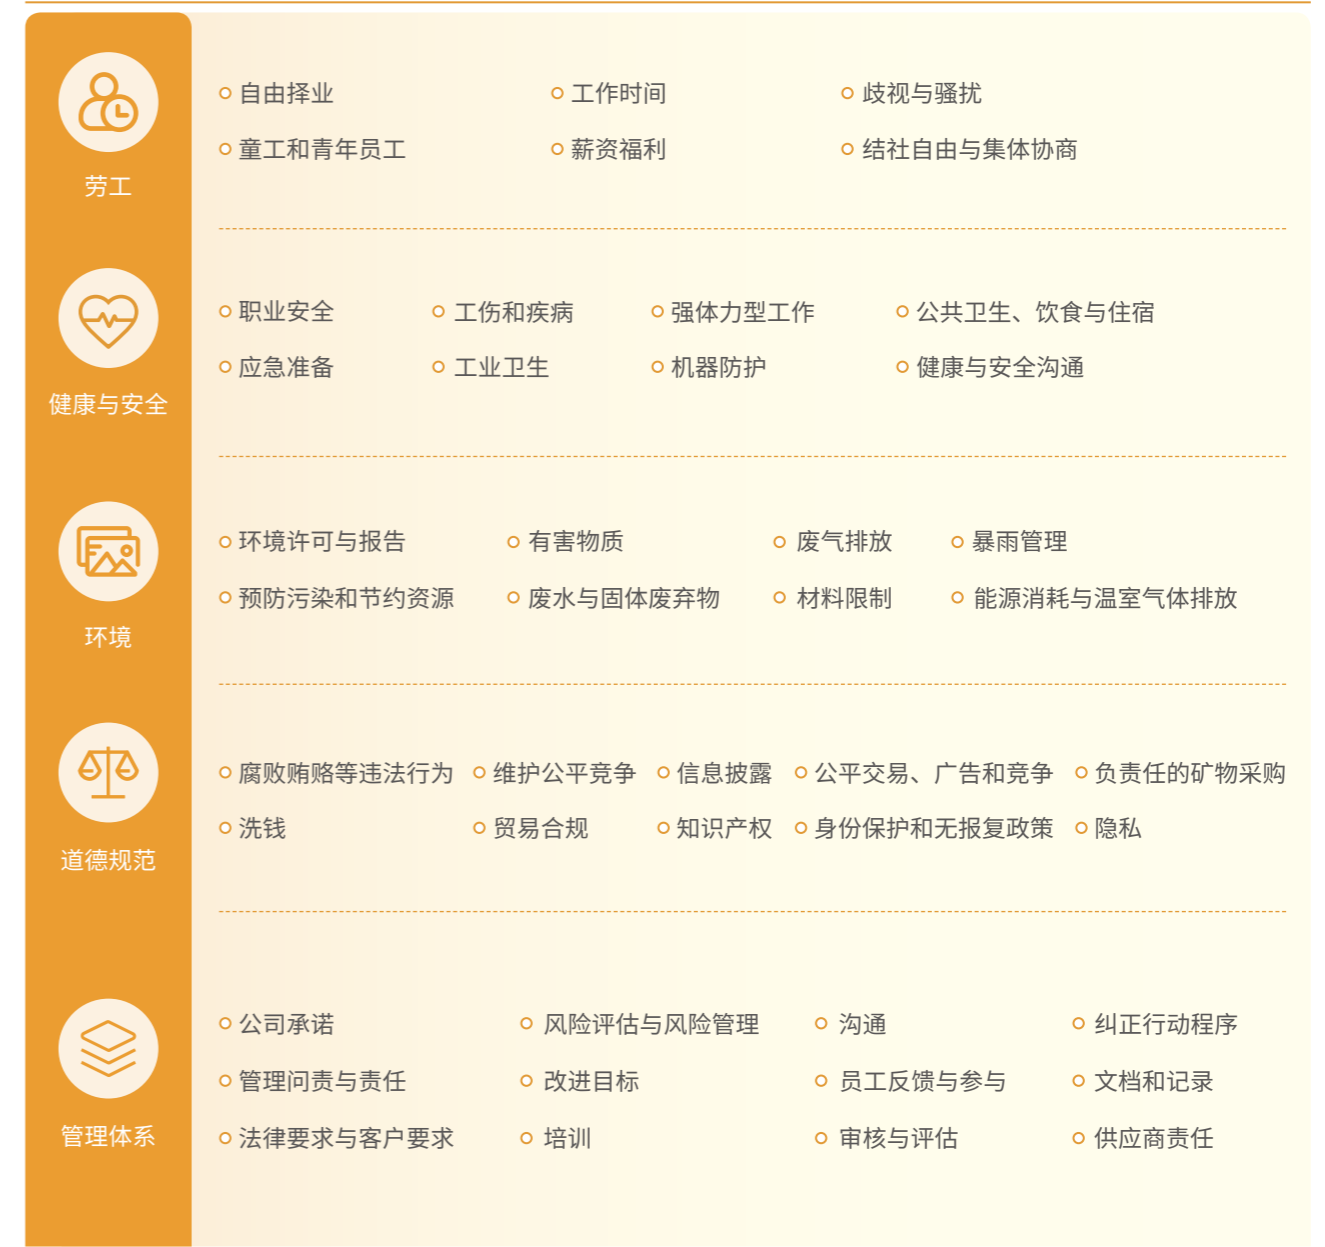 劳工
自由择业 工作时间 歧视与骚扰
童工和青年员工 薪资福利 结社自由与集体协商
健康与安全
职业安全 工伤和疾病 强体力型工作 公共卫生、饮食与住宿
应急准备 工业卫生 机器防护 健康与安全沟通
环境
环境许可与报告 有害物质 废气排放 暴雨管理
预防污染和节约资源 废水与固体废弃物 材料限制 能源消耗与温室气体排放
道德规范
腐败贿赂等违法行为 维护公平竞争 信息披露 公平交易、广告和竞争 负责任的矿物采购
洗钱 贸易合规 知识产权 身份保护和无报复政策 隐私
管理体系
公司承诺 风险评估与风险管理 沟通 纠正行动程序
管理问责与责任 改进目标 员工反馈与参与 文档和记录
法律要求与客户要求 培训 审核与评估 供应商责任